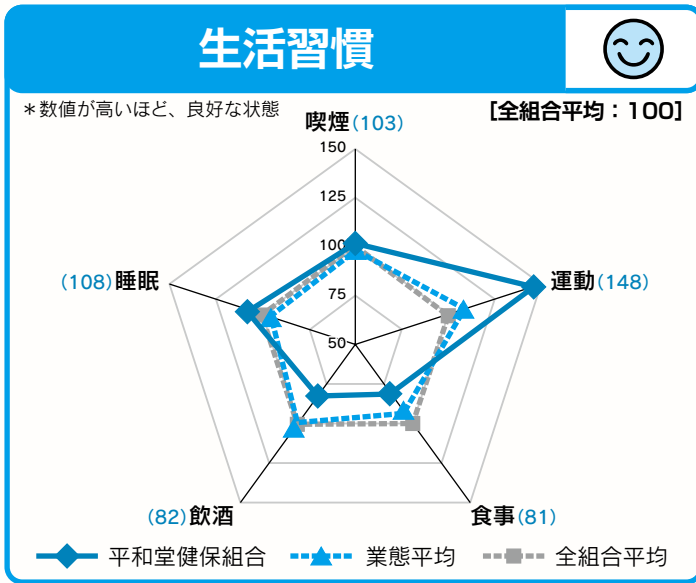 生活習慣
＊数値が高いほど、良好な状態
[全組合平均：100]
喫煙(103)
150
125
100
75
50
(108)睡眠
運動(148)
(82)飲酒
食事(81)
平和堂健保組合 業態平均 全組合平均